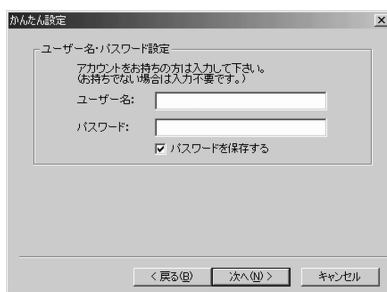 かんたん設定
ユーザー名・パスワード設定
アカウントをお持ちの方は入力して下さい。
(お持ちでない場合は入力不要です。)
ユーザー名:
パスワード:
パスワードを保存する
< 戻る(B)
次へ(N) >
キャンセル